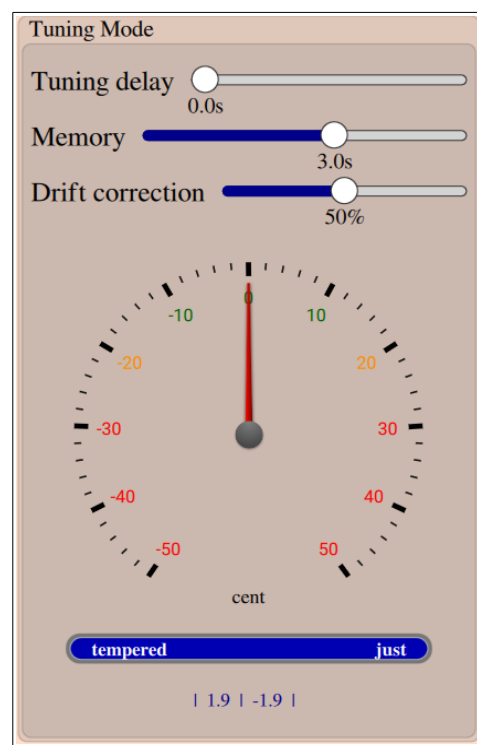 Tuning Mode
Tuning delay
0.0s
Memory
3.0s
Drift correction
50%
0
-10 10
-20 20
-30 30
-40 40
-50 50
cent
tempered just
| 1.9 | -1.9 |